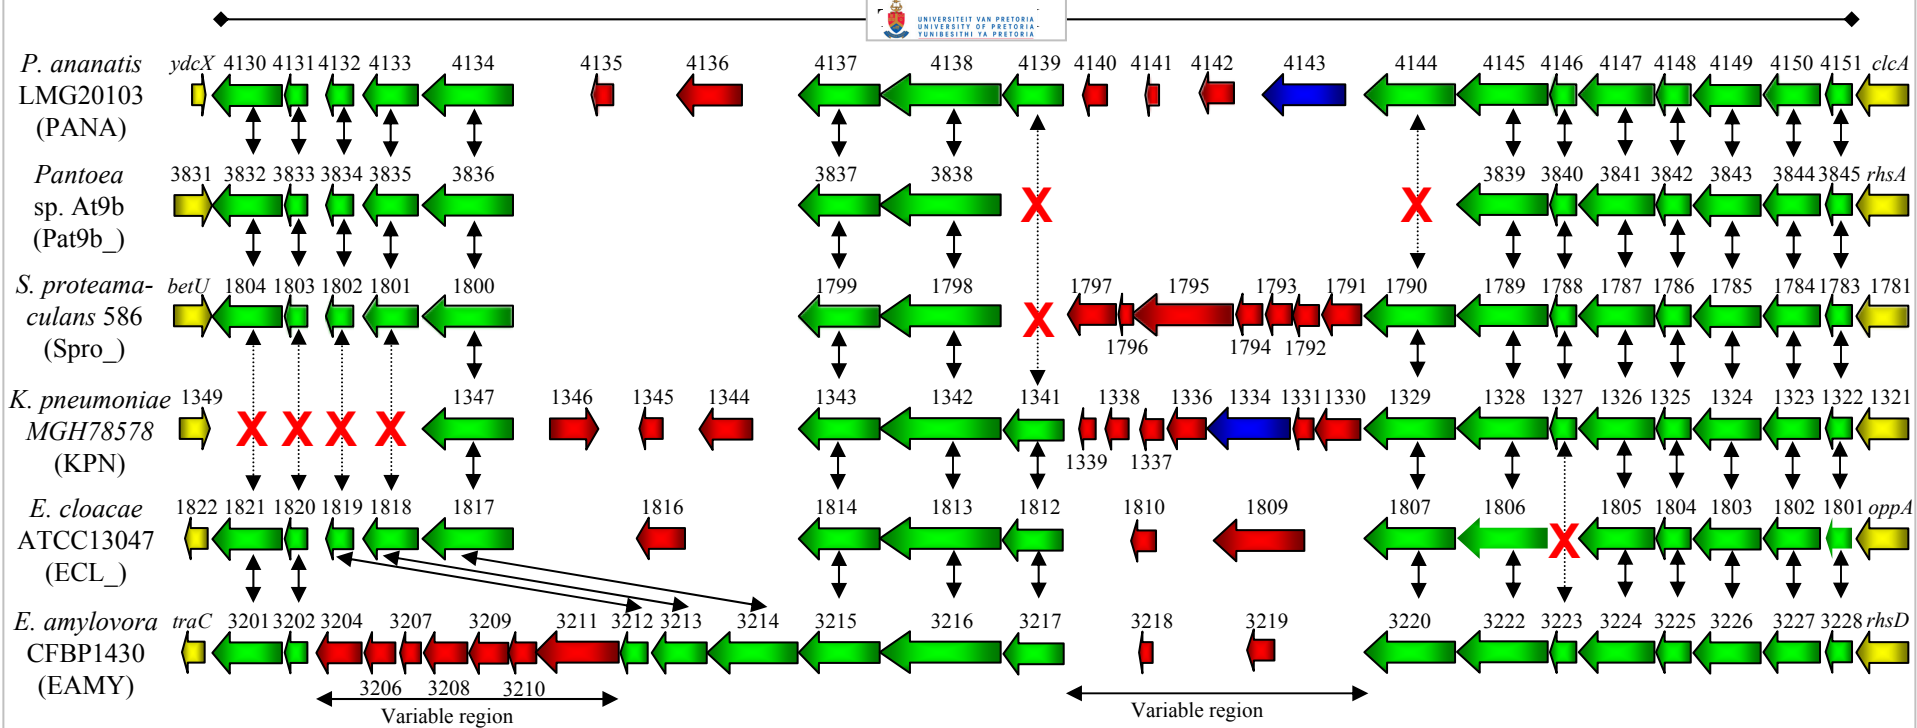 UNIVERSITEIT VAN PRETORIA
UNIVERSITY OF PRETORIA
YUNIBESITHI YA PRETORIA
P. ananatis
LMG20103
(PANA)
ydcX 4130 4131 4132 4133 4134 4135 4136 4137 4138 4139 4140 4141 4142 4143 4144 4145 4146 4147 4148 4149 4150 4151 clcA
Pantoea
sp. At9b
(Pat9b_)
3831 3832 3833 3834 3835 3836 3837 3838 X X 3839 3840 3841 3842 3843 3844 3845 rhsA
S. proteama-
culans 586
(Spro_)
betU 1804 1803 1802 1801 1800 1799 1798 X 1797 1795 1793 1791 1790 1789 1788 1787 1786 1785 1784 1783 1781
1796 1794 1792
K. pneumoniae
MGH78578
(KPN)
1349 X X X X 1347 1346 1345 1344 1343 1342 1341 1338 1336 1334 1331 1330 1329 1328 1327 1326 1325 1324 1323 1322 1321
1339 1337
E. cloacae
ATCC13047
(ECL_)
1822 1821 1820 1819 1818 1817 1816 1814 1813 1812 1810 1809 1807 1806 X 1805 1804 1803 1802 1801 oppA
E. amylovora
CFBP1430
(EAMY)
traC 3201 3202 3204 3207 3209 3211 3212 3213 3214 3215 3216 3217 3218 3219 3220 3222 3223 3224 3225 3226 3227 3228 rhsD
3206 3208 3210
Variable region
Variable region